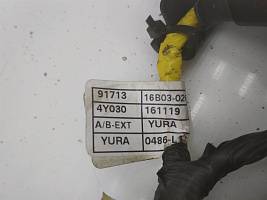 91713 16B03-02
4Y030 161119
A/B-EXT YURA
YURA 0486-L